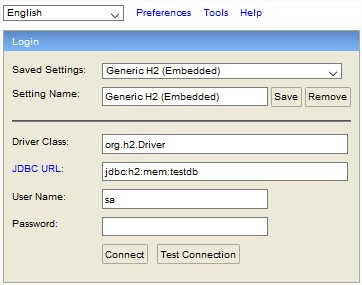 English Preferences Tools Help
Login
Saved Settings: Generic H2 (Embedded)
Setting Name: Generic H2 (Embedded) Save Remove
Driver Class: org.h2.Driver
JDBC URL: jdbc:h2:mem:testdb
User Name: sa
Password:
Connect Test Connection